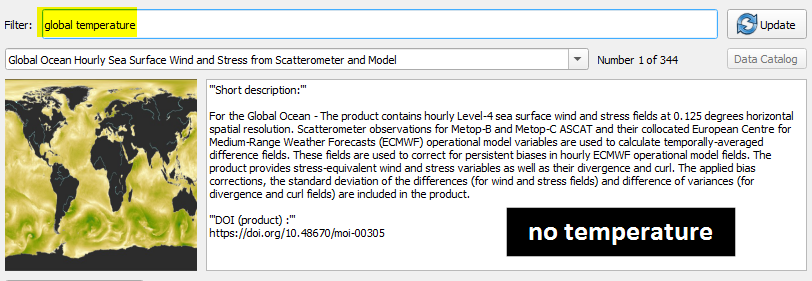 Filter: global temperature Update
Global Ocean Hourly Sea Surface Wind and Stress from Scatterometer and Model Number 1 of 344 Data Catalog
'''Short description:'''
For the Global Ocean - The product contains hourly Level-4 sea surface wind and stress fields at 0.125 degrees horizontal
spatial resolution. Scatterometer observations for Metop-B and Metop-C ASCAT and their collocated European Centre for
Medium-Range Weather Forecasts (ECMWF) operational model variables are used to calculate temporally-averaged
difference fields. These fields are used to correct for persistent biases in hourly ECMWF operational model fields. The
product provides stress-equivalent wind and stress variables as well as their divergence and curl. The applied bias
corrections, the standard deviation of the differences (for wind and stress fields) and difference of variances (for
divergence and curl fields) are included in the product.
'''DOI (product) :'''
https://doi.org/10.48670/moi-00305
no temperature